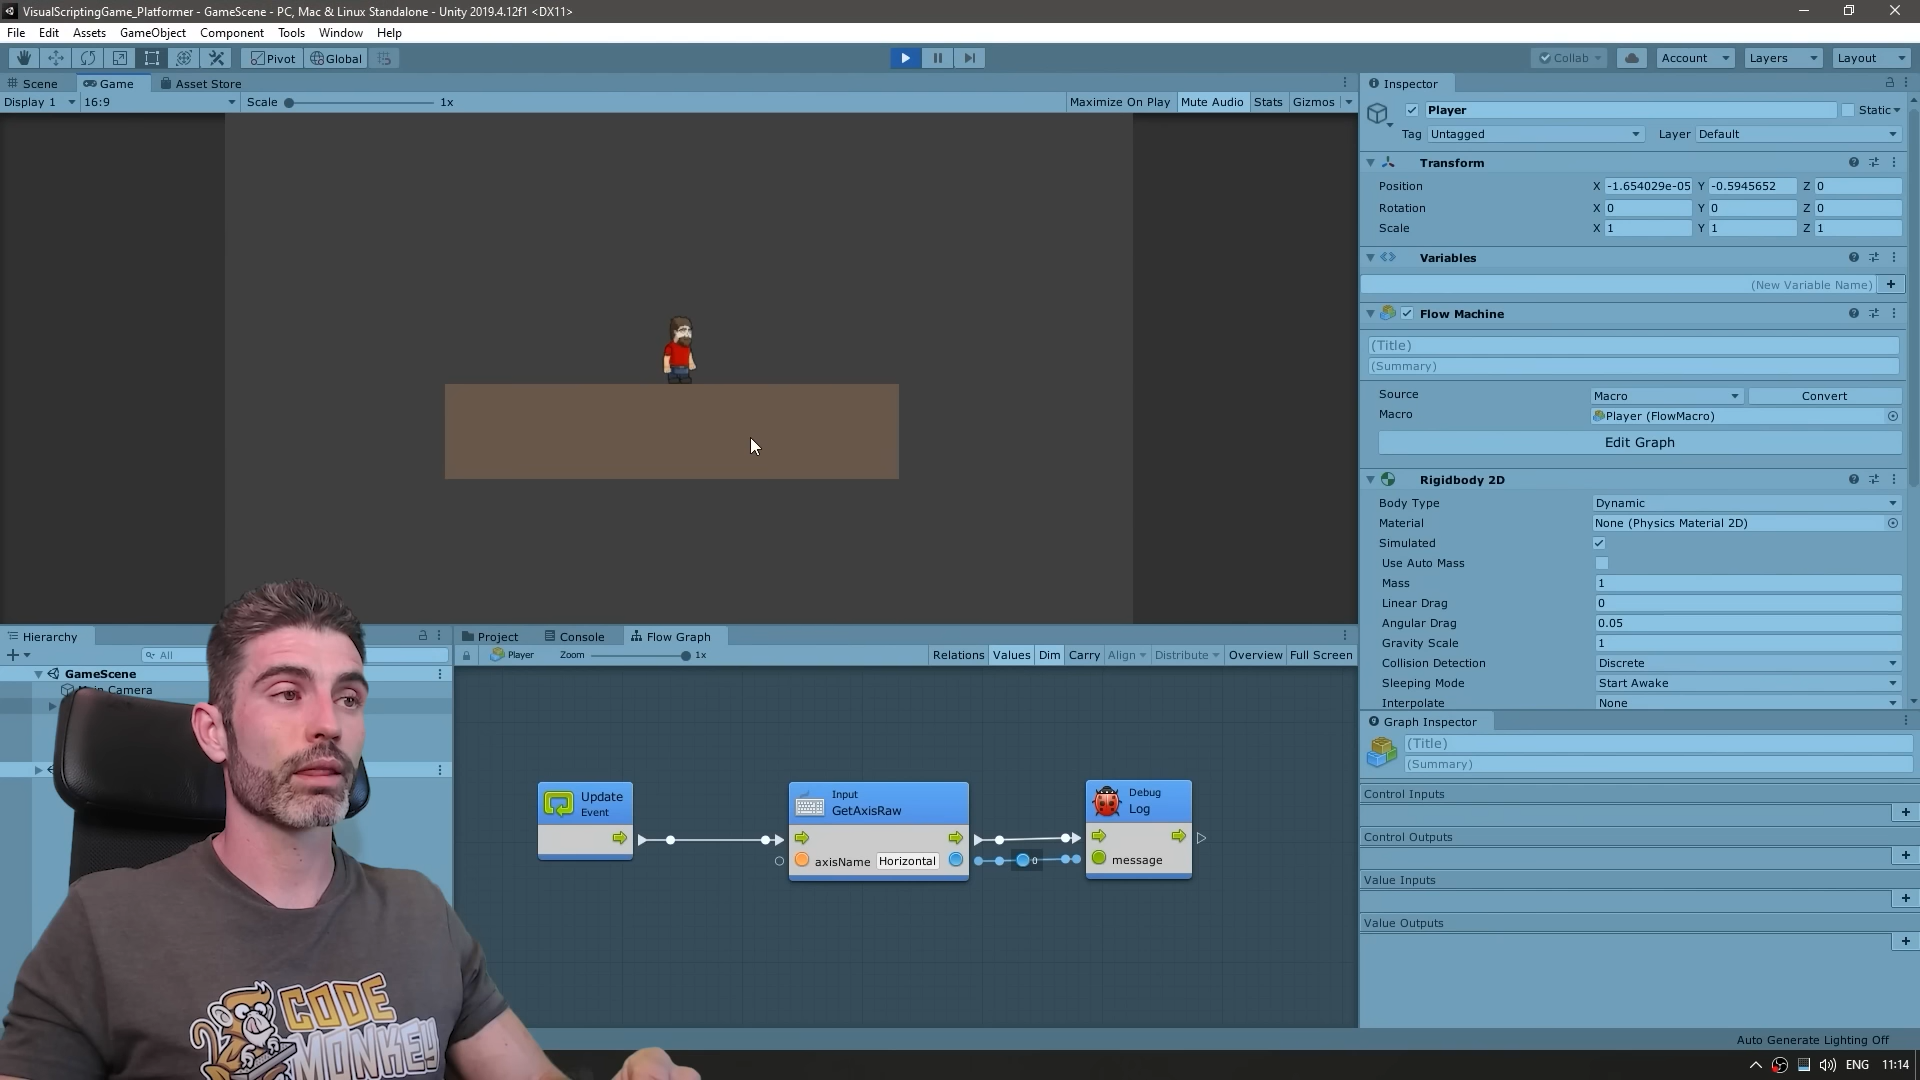 VisualScriptingGame_Platformer - GameScene - PC, Mac & Linux Standalone - Unity 2019.4.12f1 <DX11>
File Edit Assets GameObject Component Tools Window Help
Pivot Global Collab Account Layers Layout
Scene Game Asset Store
Display 1 16:9 Scale 1x Maximize On Play Mute Audio Stats Gizmos
Inspector
Player Static
Tag Untagged Layer Default
Transform
Position X -1.654029e-05 Y -0.5945652 Z 0
Rotation X 0 Y 0 Z 0
Scale X 1 Y 1 Z 1
Variables
(New Variable Name) +
Flow Machine
(Title)
(Summary)
Source Macro Convert
Macro Player (FlowMacro)
Edit Graph
Rigidbody 2D
Body Type Dynamic
Material None (Physics Material 2D)
Simulated
Use Auto Mass
Mass 1
Linear Drag 0
Angular Drag 0.05
Gravity Scale 1
Collision Detection Discrete
Sleeping Mode Start Awake
Interpolate None
Graph Inspector
(Title)
(Summary)
Control Inputs
+
Control Outputs
+
Value Inputs
+
Value Outputs
+
Hierarchy
+ All
GameScene
Camera
Project Console Flow Graph
Player Zoom 1x Relations Values Dim Carry Align Distribute Overview Full Screen
Update
Event
Input
GetAxisRaw
axisName Horizontal
0
Debug
Log
message
CODE
MONKEY
Auto Generate Lighting Off
ENG 11:14